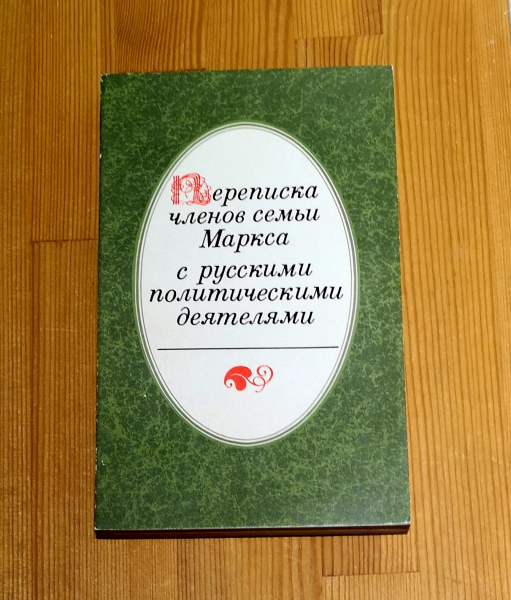 Переписка
членов семьи
Маркса
с русскими
политическими
деятелями